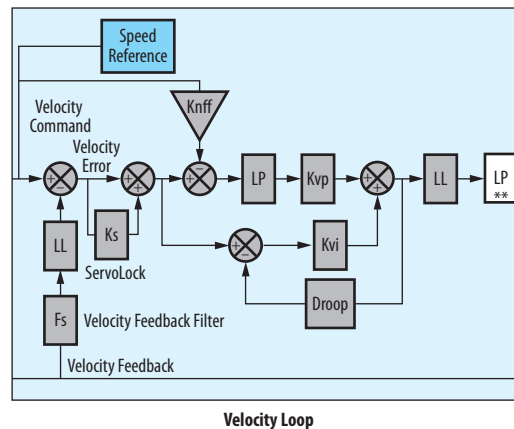 Speed
Reference
Knff
Velocity
Command
Velocity
Error
+
−
+
+
+
−
LP
Kvp
+
+
LL
LP
**
Ks
LL
ServoLock
+
−
Kvi
Droop
Fs
Velocity Feedback Filter
Velocity Feedback
Velocity Loop